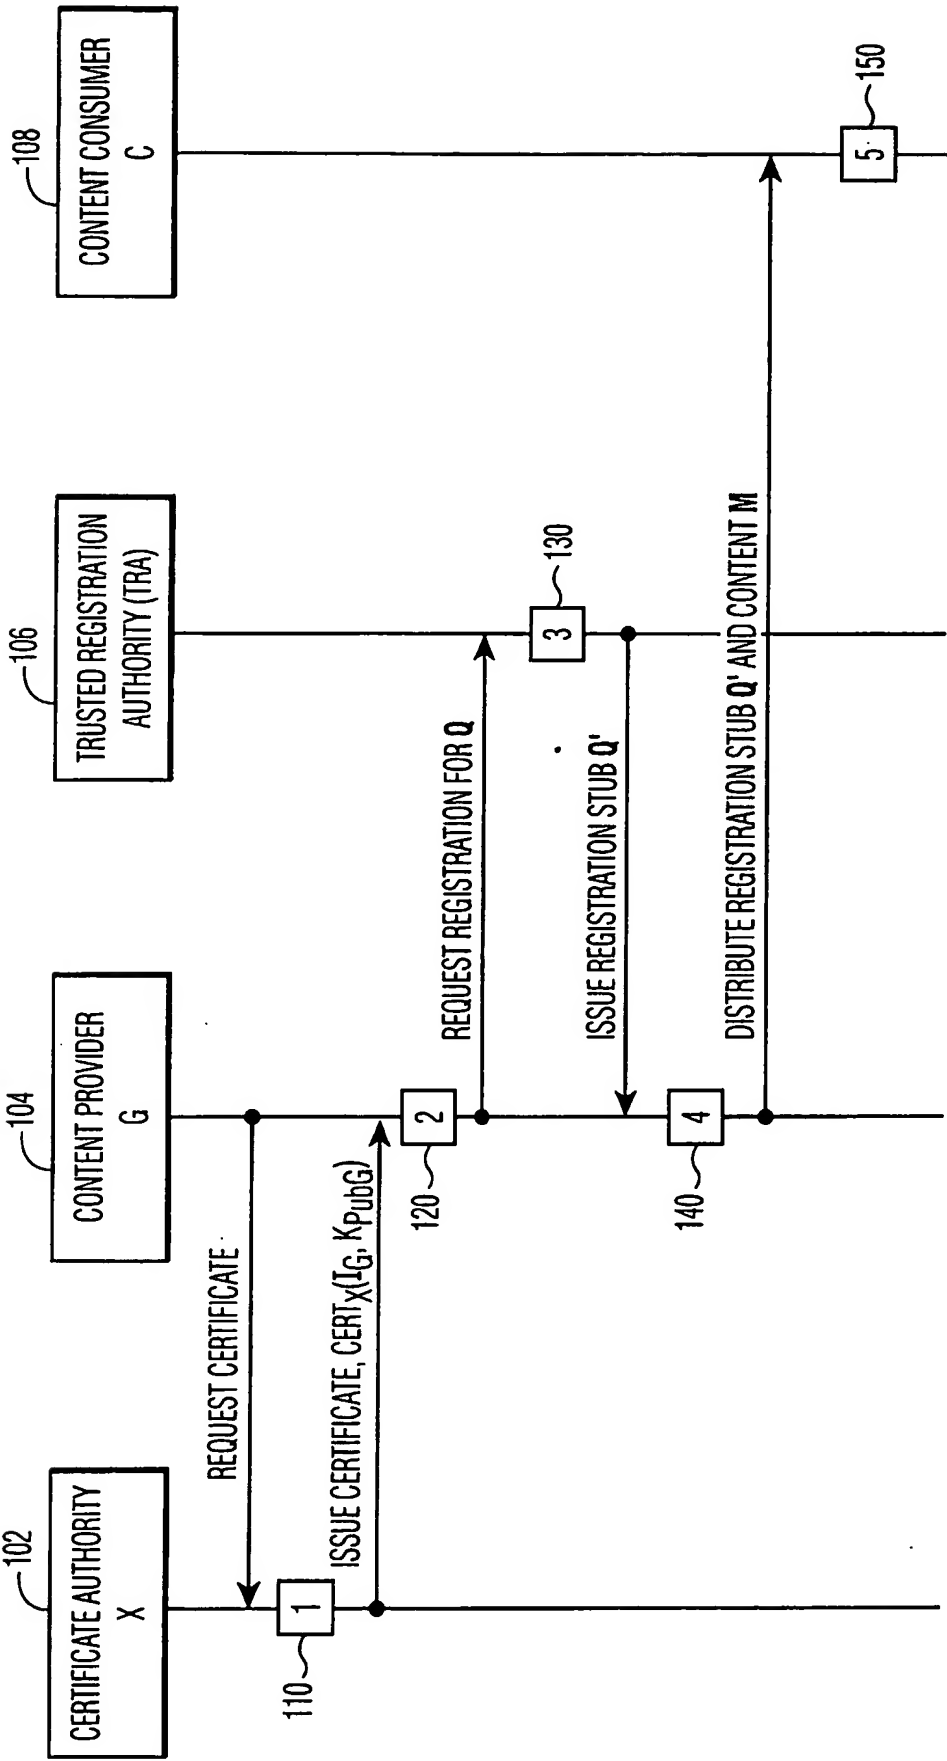 102
CERTIFICATE AUTHORITY
X
104
CONTENT PROVIDER
G
106
TRUSTED REGISTRATION
AUTHORITY (TRA)
108
CONTENT CONSUMER
C
REQUEST CERTIFICATE
110
1
ISSUE CERTIFICATE, CERTX(IG, KPubG)
120
2
REQUEST REGISTRATION FOR Q
3
130
ISSUE REGISTRATION STUB Q'
140
4
DISTRIBUTE REGISTRATION STUB Q' AND CONTENT M
5
150